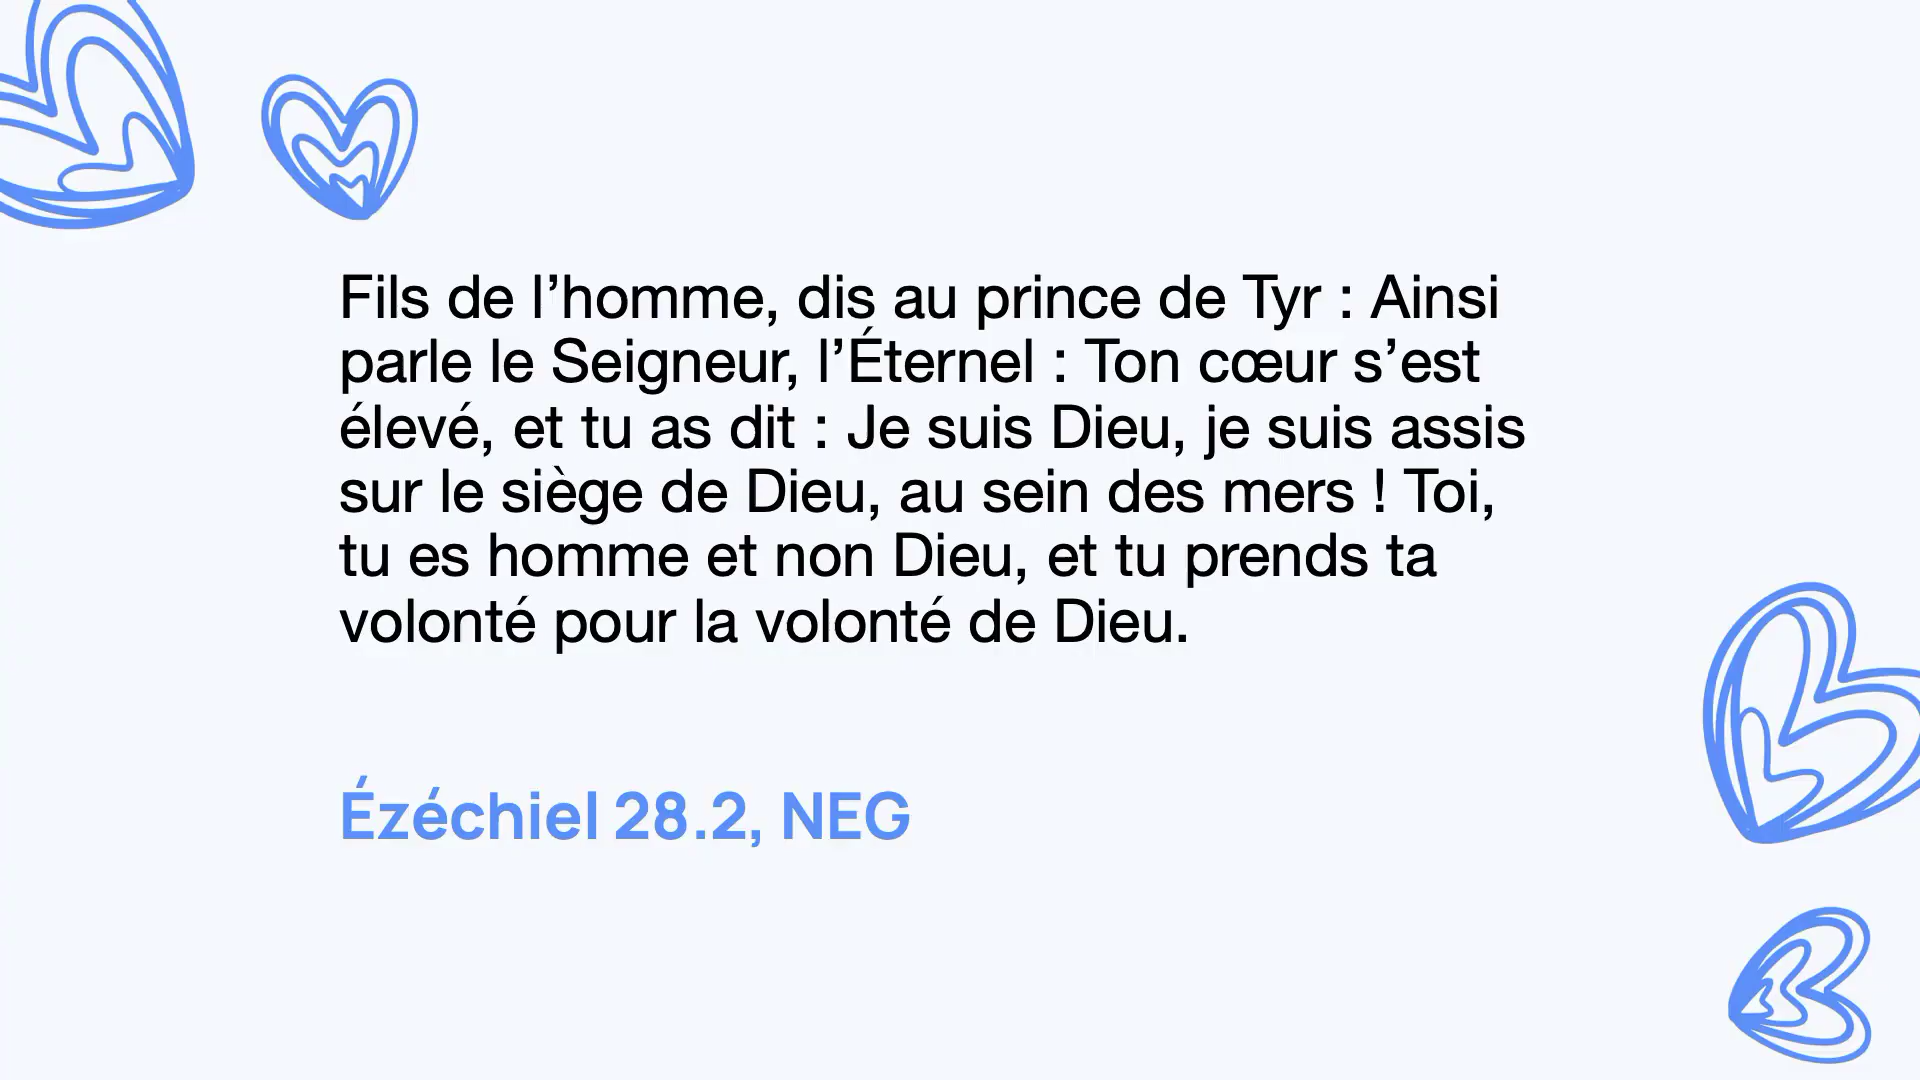 Fils de l’homme, dis au prince de Tyr : Ainsi
parle le Seigneur, l’Éternel : Ton cœur s’est
élevé, et tu as dit : Je suis Dieu, je suis assis
sur le siège de Dieu, au sein des mers ! Toi,
tu es homme et non Dieu, et tu prends ta
volonté pour la volonté de Dieu.
Ézéchiel 28.2, NEG